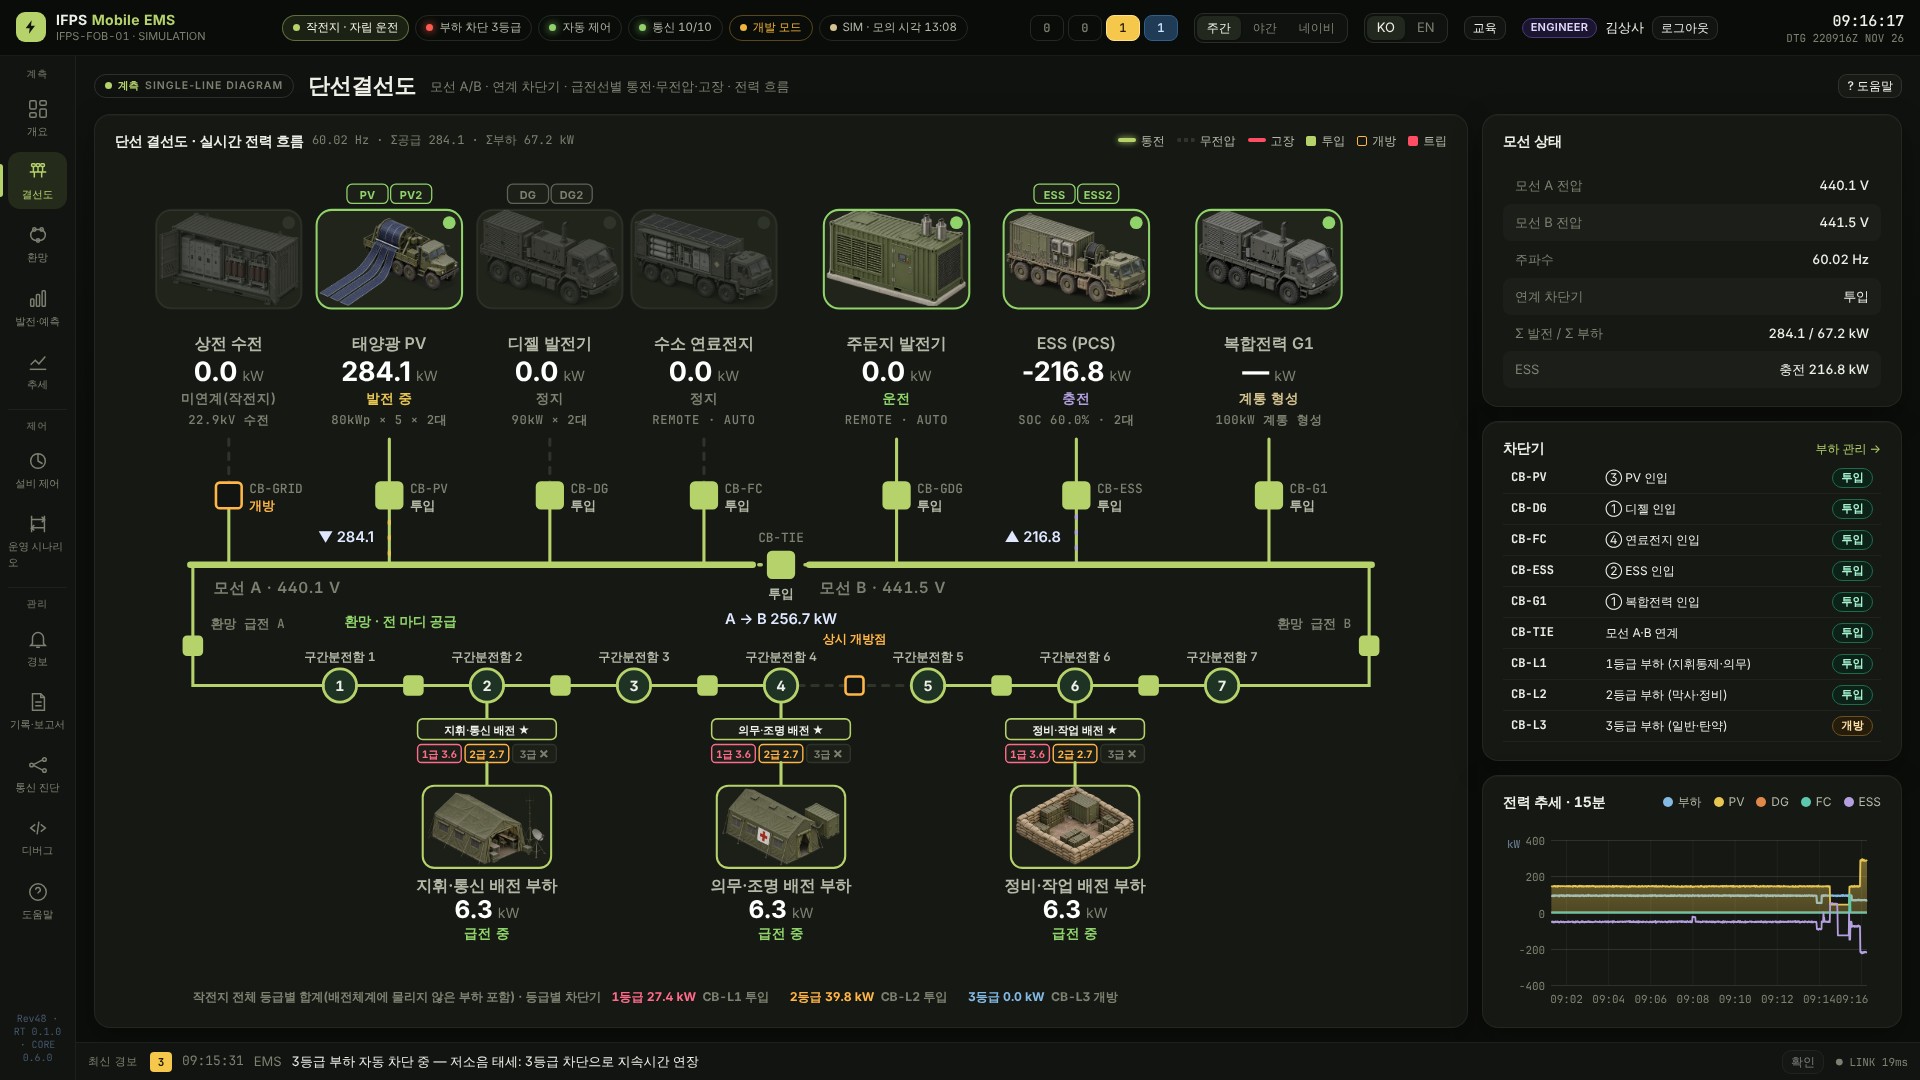 IFPS Mobile EMS
IFPS-FOB-01 · SIMULATION
작전지 · 자립 운전
부하 차단 3등급
자동 제어
통신 10/10
개발 모드
SIM · 모의 시각 13:08
0 0 1 1
주간 야간 네이비
KO EN
교육
ENGINEER 김상사 로그아웃
09:16:17
DTG 220916Z NOV 26
계측
개요
결선도
환망
발전·예측
추세
제어
설비 제어
운영 시나리오
관리
경보
기록·보고서
통신 진단
디버그
도움말
Rev48 · RT 0.1.0 · CORE 0.6.0
계측 SINGLE-LINE DIAGRAM
단선결선도
모선 A/B · 연계 차단기 · 급전선별 통전·무전압·고장 · 전력 흐름
? 도움말
단선 결선도 · 실시간 전력 흐름
60.02 Hz · Σ공급 284.1 · Σ부하 67.2 kW
통전 무전압 고장 투입 개방 트립
PV PV2
DG DG2
ESS ESS2
상전 수전
0.0 kW
미연계(작전지)
22.9kV 수전
태양광 PV
284.1 kW
발전 중
80kWp × 5 × 2대
디젤 발전기
0.0 kW
정지
90kW × 2대
수소 연료전지
0.0 kW
정지
REMOTE · AUTO
주둔지 발전기
0.0 kW
운전
REMOTE · AUTO
ESS (PCS)
-216.8 kW
충전
SOC 60.0% · 2대
복합전력 G1
— kW
계통 형성
100kW 계통 형성
CB-GRID
개방
CB-PV
투입
CB-DG
투입
CB-FC
투입
CB-GDG
투입
CB-ESS
투입
CB-G1
투입
▼ 284.1
▲ 216.8
CB-TIE
투입
모선 A · 440.1 V
모선 B · 441.5 V
환망 급전 A
환망 · 전 마디 공급
A → B 256.7 kW
상시 개방점
환망 급전 B
구간분전함 1
구간분전함 2
구간분전함 3
구간분전함 4
구간분전함 5
구간분전함 6
구간분전함 7
1 2 3 4 5 6 7
지휘·통신 배전 ★
1급 3.6 2급 2.7 3급 ✕
의무·조명 배전 ★
1급 3.6 2급 2.7 3급 ✕
정비·작업 배전 ★
1급 3.6 2급 2.7 3급 ✕
지휘·통신 배전 부하
6.3 kW
급전 중
의무·조명 배전 부하
6.3 kW
급전 중
정비·작업 배전 부하
6.3 kW
급전 중
작전지 전체 등급별 합계(배전체계에 물리지 않은 부하 포함) · 등급별 차단기 1등급 27.4 kW CB-L1 투입 2등급 39.8 kW CB-L2 투입 3등급 0.0 kW CB-L3 개방
모선 상태
모선 A 전압 440.1 V
모선 B 전압 441.5 V
주파수 60.02 Hz
연계 차단기 투입
Σ 발전 / Σ 부하 284.1 / 67.2 kW
ESS 충전 216.8 kW
차단기
부하 관리 →
CB-PV ③ PV 인입 투입
CB-DG ① 디젤 인입 투입
CB-FC ④ 연료전지 인입 투입
CB-ESS ② ESS 인입 투입
CB-G1 ① 복합전력 인입 투입
CB-TIE 모선 A·B 연계 투입
CB-L1 1등급 부하 (지휘통제·의무) 투입
CB-L2 2등급 부하 (막사·정비) 투입
CB-L3 3등급 부하 (일반·탄약) 개방
전력 추세 · 15분
부하 PV DG FC ESS
kW 400
200
0
-200
-400
09:02 09:04 09:06 09:08 09:10 09:12 09:14 09:16
최신 경보 3 09:15:31 EMS 3등급 부하 자동 차단 중 — 저소음 태세: 3등급 차단으로 지속시간 연장
확인
LINK 19ms